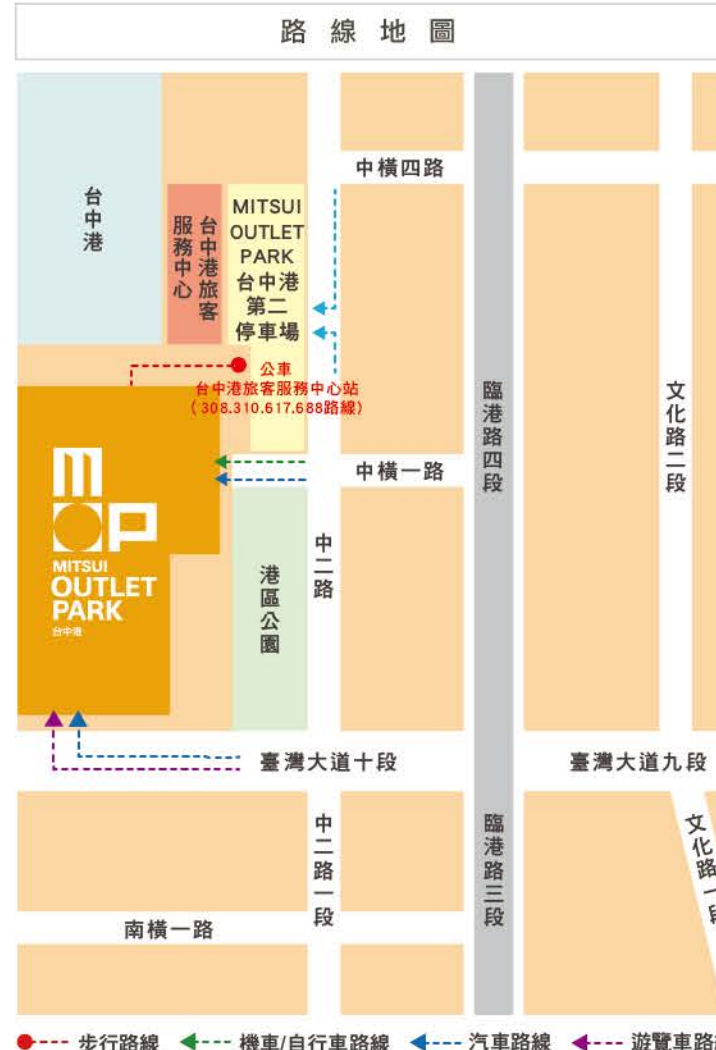 路線地圖
中橫四路
台中港
台中港旅客
服務中心
MITSUI
OUTLET
PARK
台中港
第二
停車場
公車
台中港旅客服務中心站
(308.310.617.688路線)
臨港路四段
文化路二段
中橫一路
MOP
MITSUI
OUTLET
PARK
台中港
中二路
港區公園
臺灣大道十段
臺灣大道九段
中二路一段
臨港路三段
文化路一段
南橫一路
步行路線 機車/自行車路線 汽車路線 遊覽車路